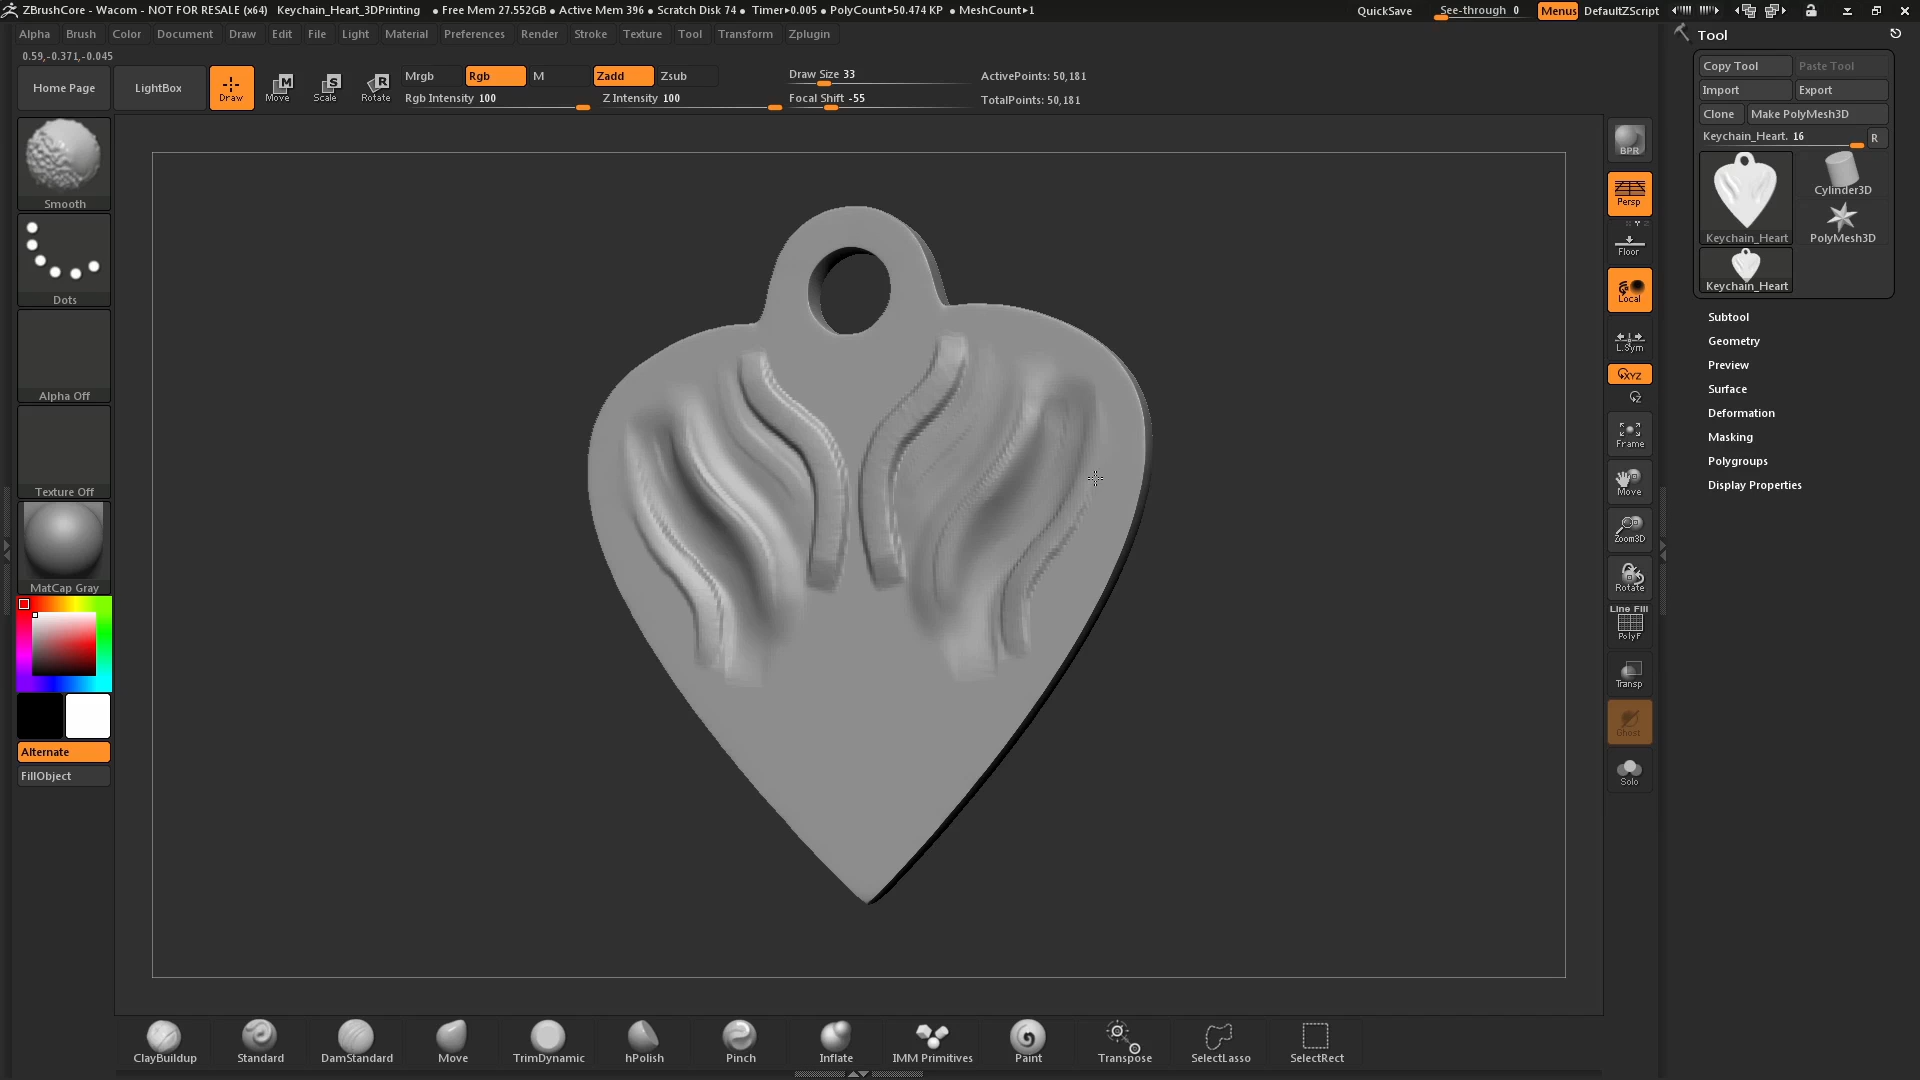 ZBrushCore - Wacom - NOT FOR RESALE (x64) Keychain_Heart_3DPrinting ● Free Mem 27.552GB ● Active Mem 396 ● Scratch Disk 74 ● Timer▸0.005 ● PolyCount▸50.474 KP ● MeshCount▸1 QuickSave See-through 0 Menus DefaultZScript
Alpha Brush Color Document Draw Edit File Light Material Preferences Render Stroke Texture Tool Transform Zplugin
0.59,-0.371,-0.045
Home Page
LightBox
Draw
M
Move
S
Scale
R
Rotate
Mrgb Rgb M Zadd Zsub
Rgb Intensity 100 Z Intensity 100
Draw Size 33
Focal Shift -55
ActivePoints: 50,181
TotalPoints: 50,181
Smooth
Dots
Alpha Off
Texture Off
MatCap Gray
Alternate
FillObject
BPR
Persp
Floor
Local
L.Sym
XYZ
Frame
Move
Zoom3D
Rotate
Line Fill
PolyF
Transp
Ghost
Solo
Tool
Copy Tool Paste Tool
Import Export
Clone Make PolyMesh3D
Keychain_Heart. 16 R
Keychain_Heart
Cylinder3D
PolyMesh3D
Keychain_Heart
Subtool
Geometry
Preview
Surface
Deformation
Masking
Polygroups
Display Properties
ClayBuildup Standard DamStandard Move TrimDynamic hPolish Pinch Inflate IMM Primitives Paint Transpose SelectLasso SelectRect